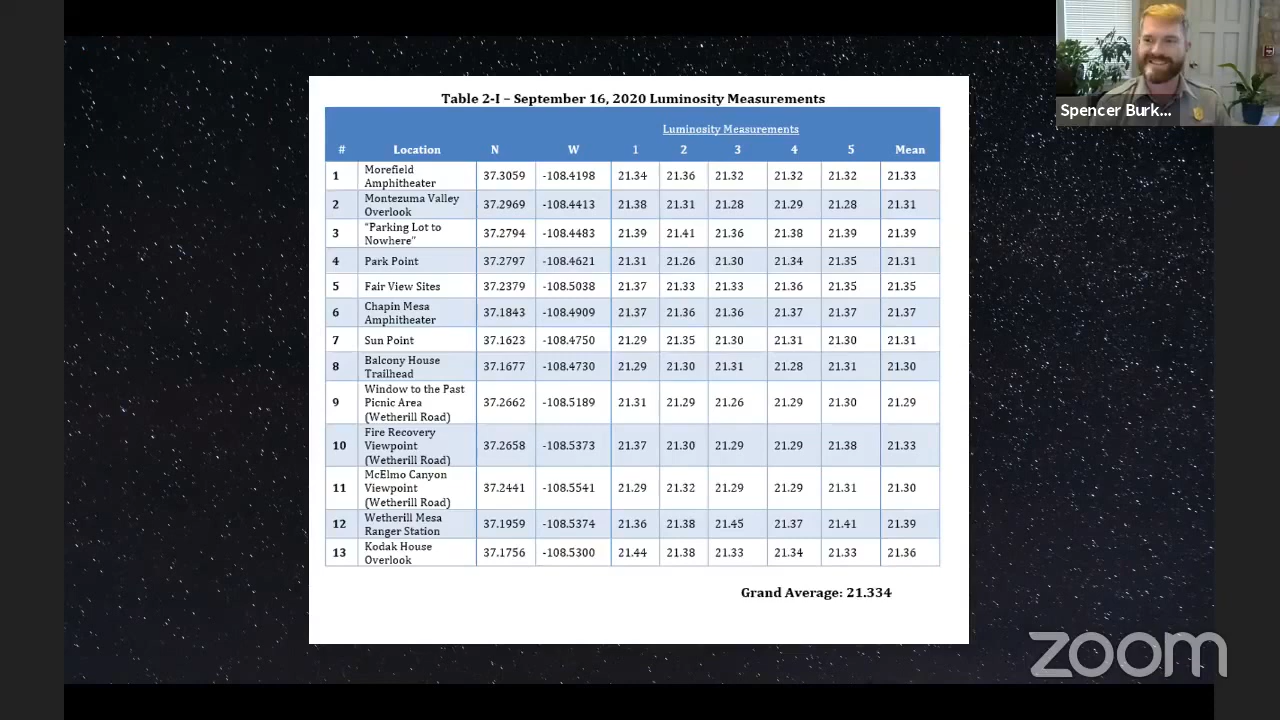 Spencer Burk...
Table 2-I – September 16, 2020 Luminosity Measurements
Luminosity Measurements
# Location N W 1 2 3 4 5 Mean
1 Morefield Amphitheater 37.3059 -108.4198 21.34 21.36 21.32 21.32 21.32 21.33
2 Montezuma Valley Overlook 37.2969 -108.4413 21.38 21.31 21.28 21.29 21.28 21.31
3 "Parking Lot to Nowhere" 37.2794 -108.4483 21.39 21.41 21.36 21.38 21.39 21.39
4 Park Point 37.2797 -108.4621 21.31 21.26 21.30 21.34 21.35 21.31
5 Fair View Sites 37.2379 -108.5038 21.37 21.33 21.33 21.36 21.35 21.35
6 Chapin Mesa Amphitheater 37.1843 -108.4909 21.37 21.36 21.36 21.37 21.37 21.37
7 Sun Point 37.1623 -108.4750 21.29 21.35 21.30 21.31 21.30 21.31
8 Balcony House Trailhead 37.1677 -108.4730 21.29 21.30 21.31 21.28 21.31 21.30
9 Window to the Past Picnic Area (Wetherill Road) 37.2662 -108.5189 21.31 21.29 21.26 21.29 21.30 21.29
10 Fire Recovery Viewpoint (Wetherill Road) 37.2658 -108.5373 21.37 21.30 21.29 21.29 21.38 21.33
11 McElmo Canyon Viewpoint (Wetherill Road) 37.2441 -108.5541 21.29 21.32 21.29 21.29 21.31 21.30
12 Wetherill Mesa Ranger Station 37.1959 -108.5374 21.36 21.38 21.45 21.37 21.41 21.39
13 Kodak House Overlook 37.1756 -108.5300 21.44 21.38 21.33 21.34 21.33 21.36
Grand Average: 21.334
zoom